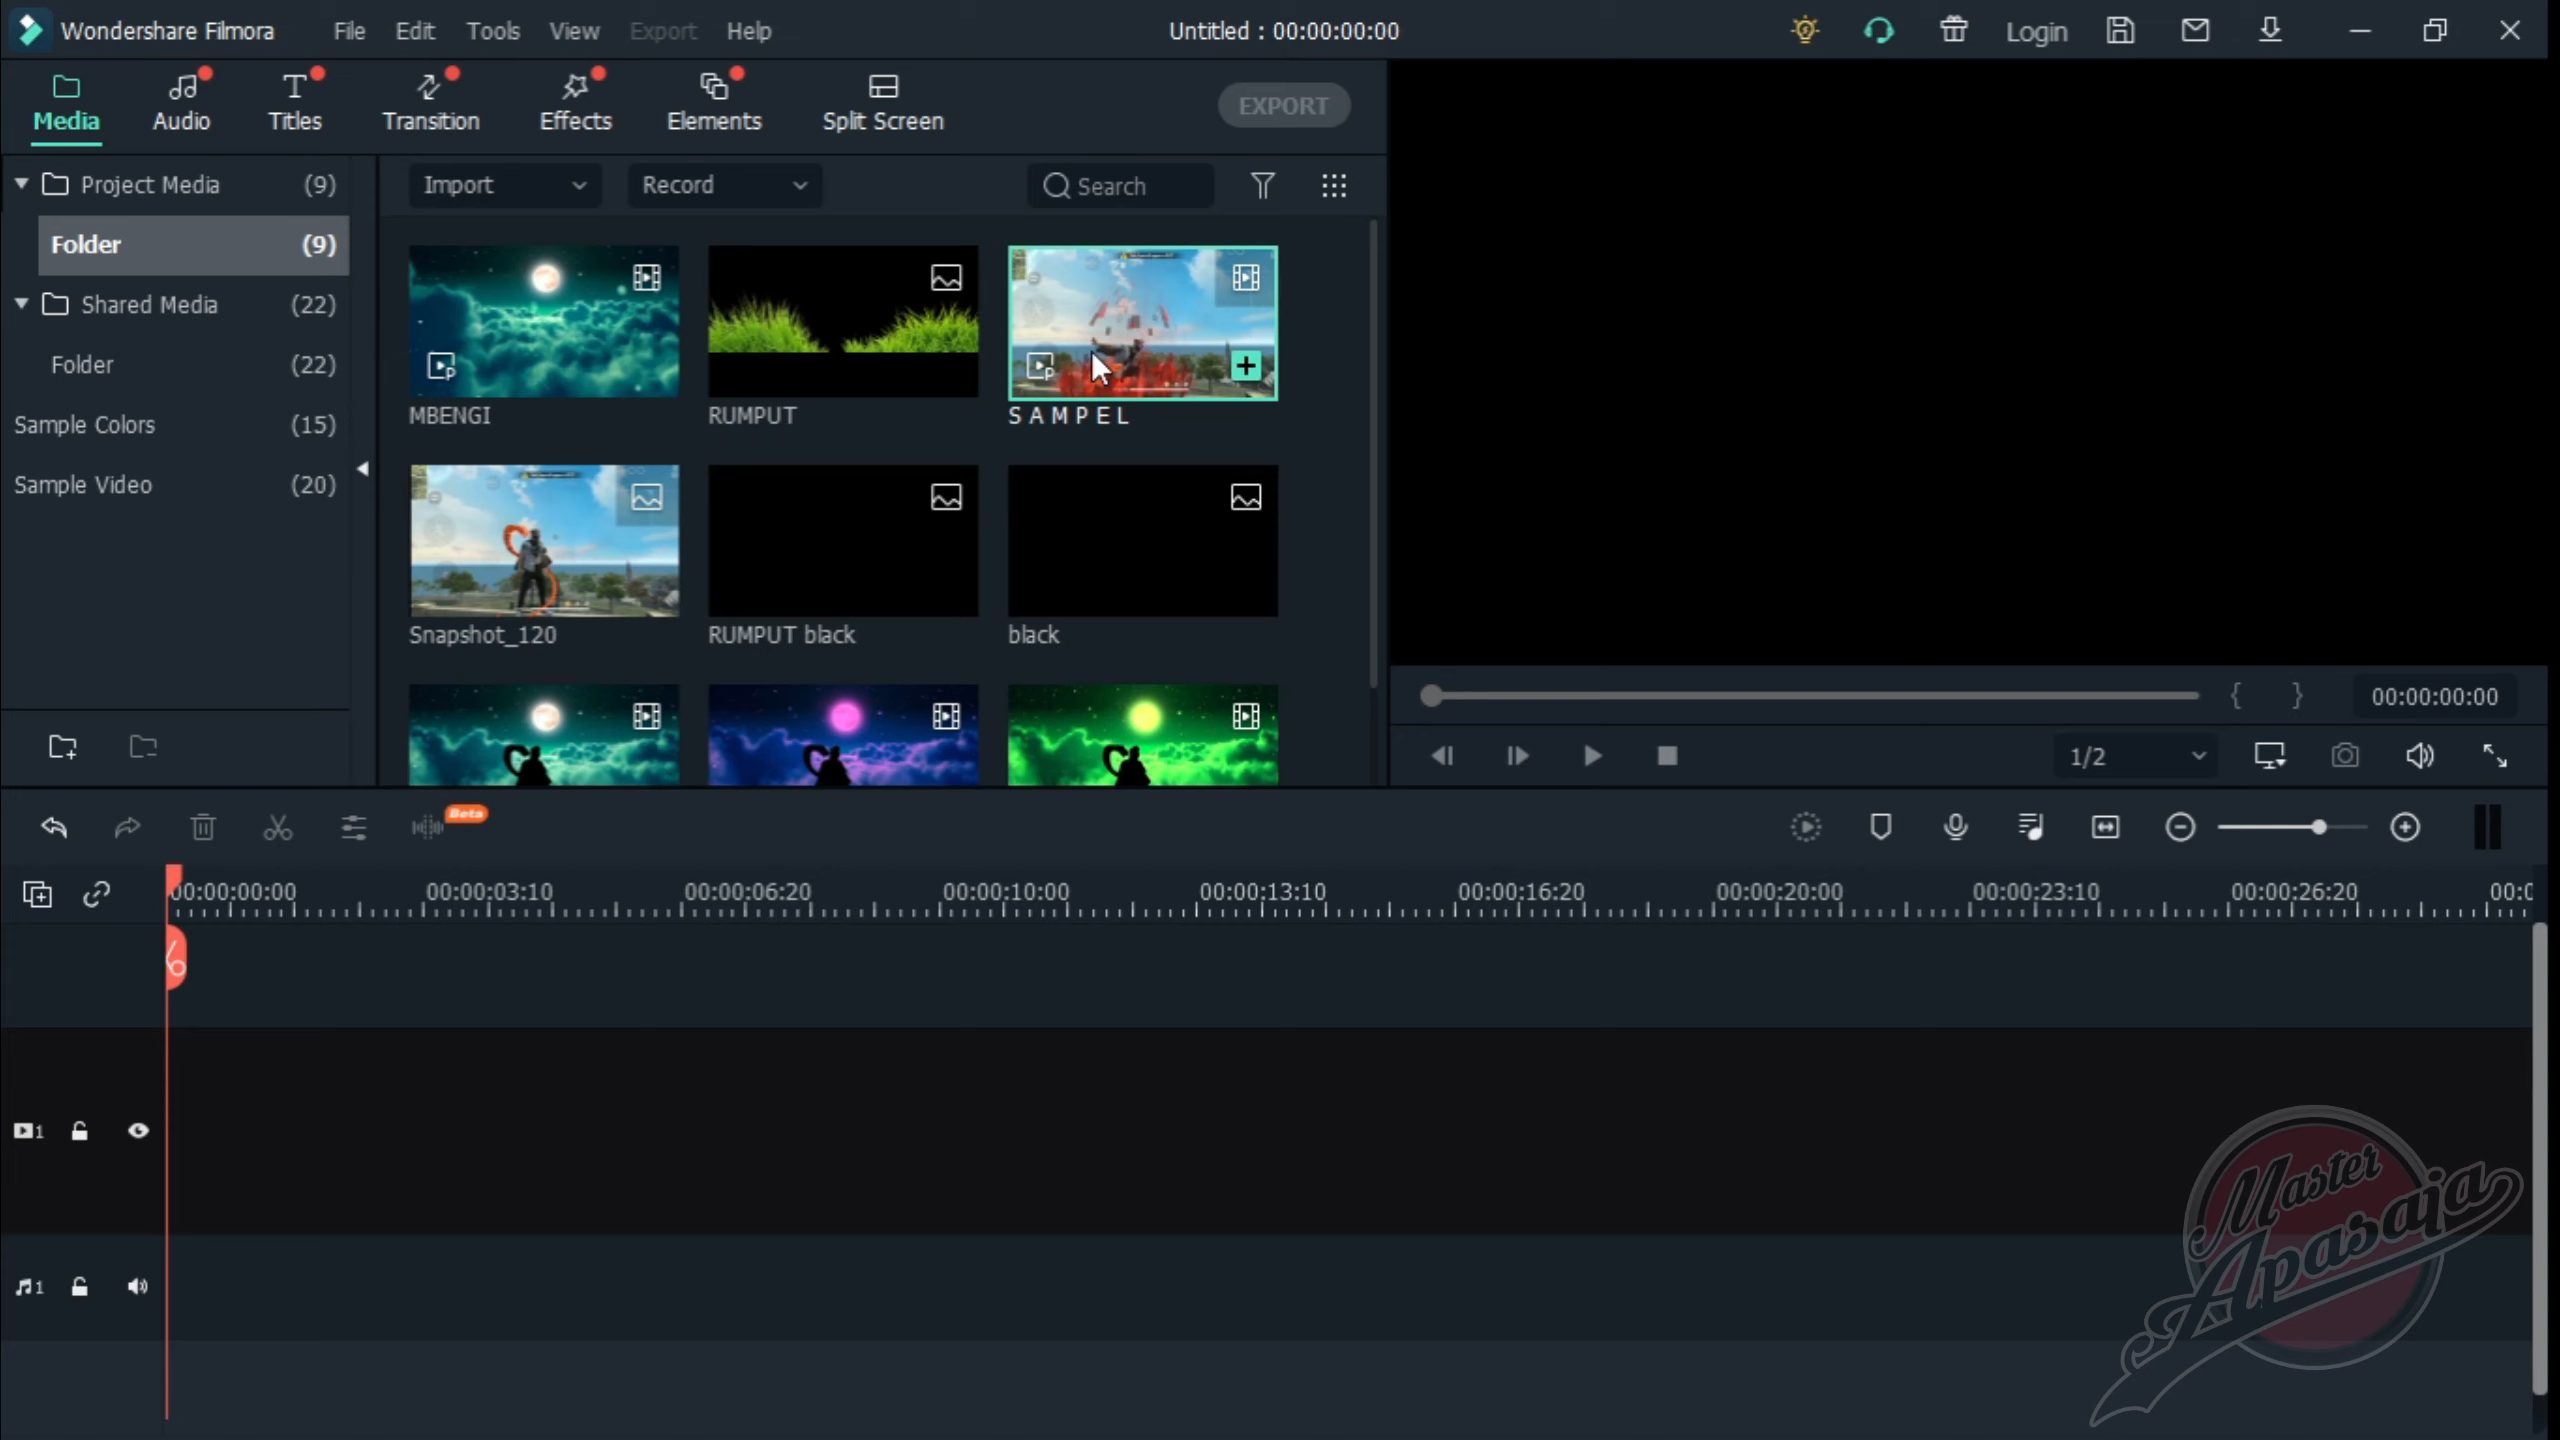 Wondershare Filmora File Edit Tools View Export Help Untitled : 00:00:00:00 Login
Media Audio Titles Transition Effects Elements Split Screen EXPORT
Project Media (9)
Folder (9)
Shared Media (22)
Folder (22)
Sample Colors (15)
Sample Video (20)
Import Record Search
MBENGI RUMPUT S A M P E L
Snapshot_120 RUMPUT black black
00:00:00:00
1/2
Beta
00:00:00:00 00:00:03:10 00:00:06:20 00:00:10:00 00:00:13:10 00:00:16:20 00:00:20:00 00:00:23:10 00:00:26:20 00:0
1
1
Master
Apasaja